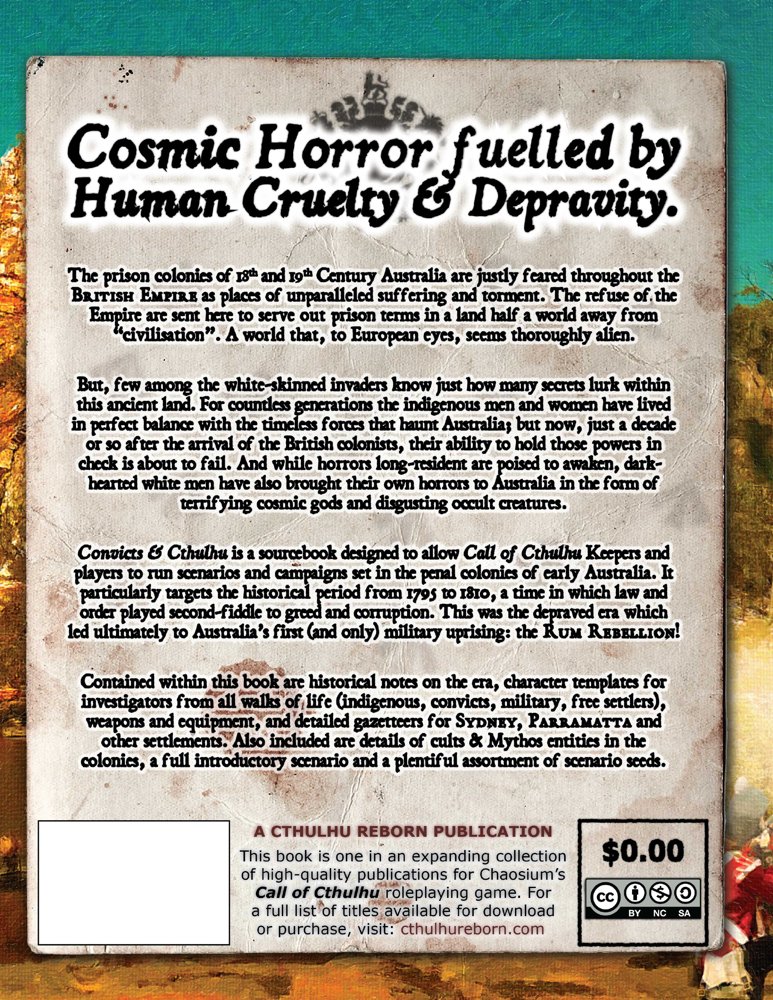 Cosmic Horror fuelled by
Human Cruelty & Depravity.
The prison colonies of 18th and 19th Century Australia are justly feared throughout the
BRITISH EMPIRE as places of unparalleled suffering and torment. The refuse of the
Empire are sent here to serve out prison terms in a land half a world away from
“civilisation”. A world that, to European eyes, seems thoroughly alien.
But, few among the white-skinned invaders know just how many secrets lurk within
this ancient land. For countless generations the indigenous men and women have lived
in perfect balance with the timeless forces that haunt Australia; but now, just a decade
or so after the arrival of the British colonists, their ability to hold those powers in
check is about to fail. And while horrors long-resident are poised to awaken, dark-
hearted white men have also brought their own horrors to Australia in the form of
terrifying cosmic gods and disgusting occult creatures.
Convicts & Cthulhu is a sourcebook designed to allow Call of Cthulhu Keepers and
players to run scenarios and campaigns set in the penal colonies of early Australia. It
particularly targets the historical period from 1795 to 1810, a time in which law and
order played second-fiddle to greed and corruption. This was the depraved era which
led ultimately to Australia's first (and only) military uprising: the RUM REBELLION!
Contained within this book are historical notes on the era, character templates for
investigators from all walks of life (indigenous, convicts, military, free settlers),
weapons and equipment, and detailed gazetteers for SYDNEY, PARRAMATTA and
other settlements. Also included are details of cults & Mythos entities in the
colonies, a full introductory scenario and a plentiful assortment of scenario seeds.
A CTHULHU REBORN PUBLICATION
This book is one in an expanding collection
of high-quality publications for Chaosium's
Call of Cthulhu roleplaying game. For
a full list of titles available for download
or purchase, visit: cthulhureborn.com
$0.00
cc
BY NC SA